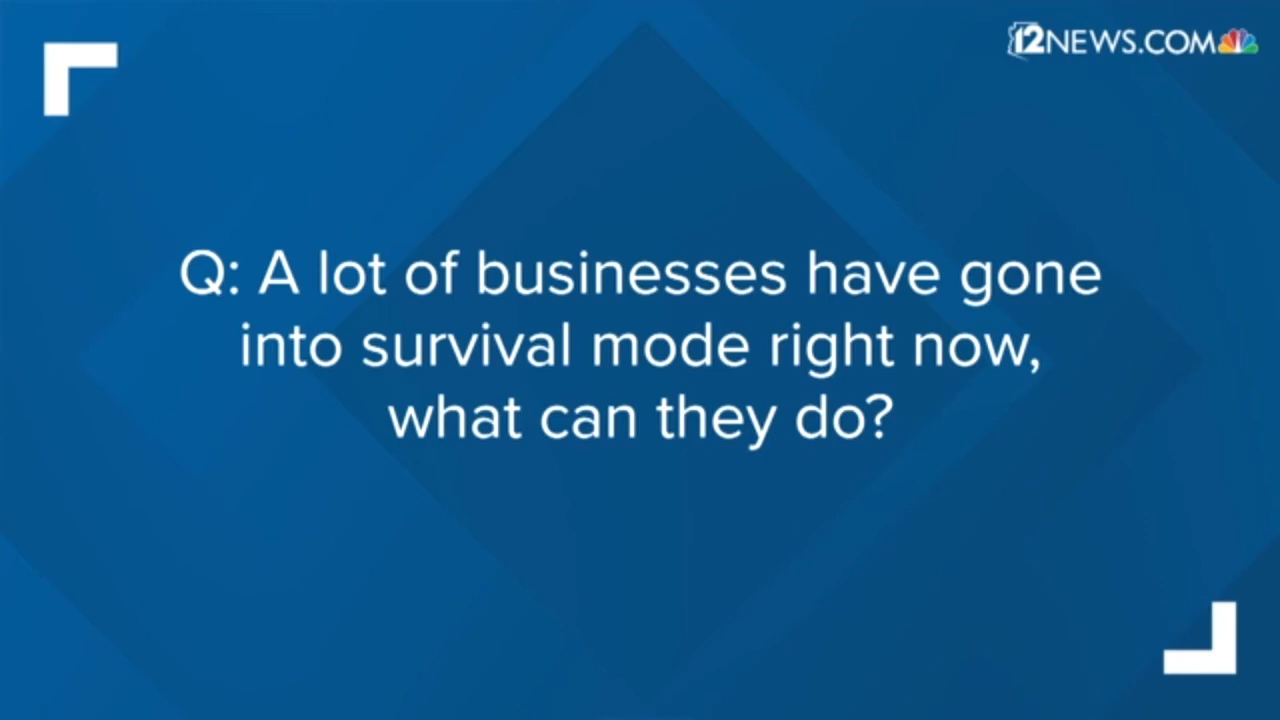 12NEWS.COM
Q: A lot of businesses have gone
into survival mode right now,
what can they do?